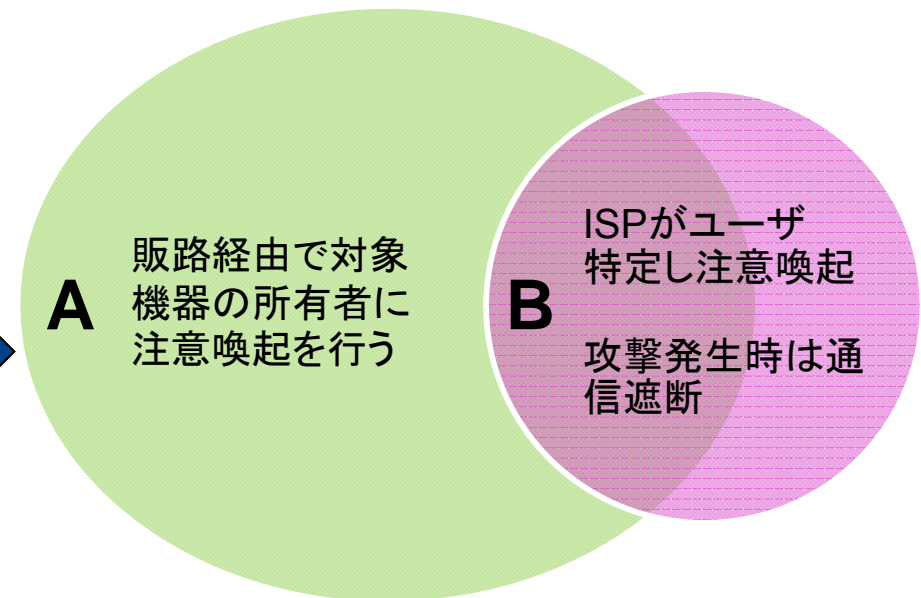 A
販路経由で対象
機器の所有者に
注意喚起を行う
B
ISPがユーザ
特定し注意喚起
攻撃発生時は通
信遮断